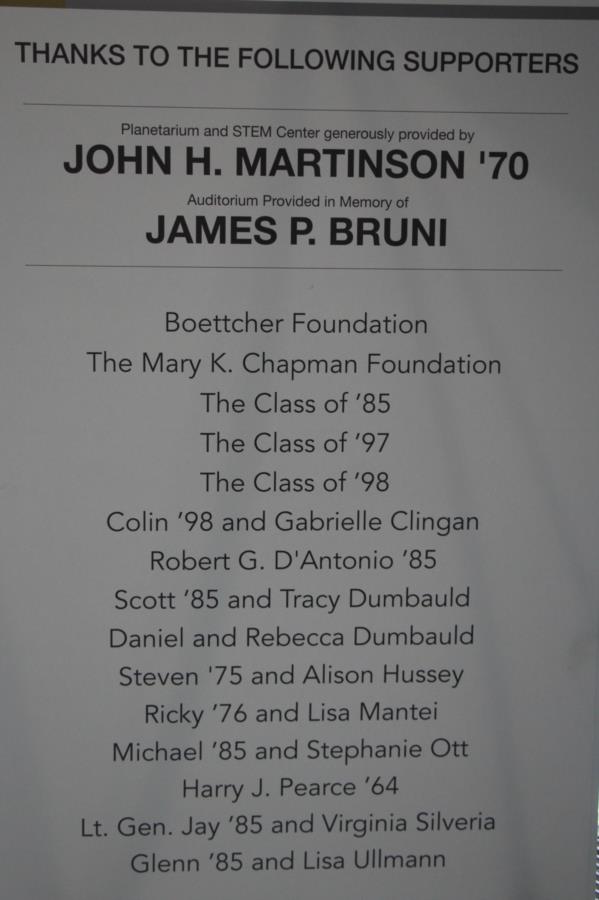 THANKS TO THE FOLLOWING SUPPORTERS
Planetarium and STEM Center generously provided by
JOHN H. MARTINSON '70
Auditorium Provided in Memory of
JAMES P. BRUNI
Boettcher Foundation
The Mary K. Chapman Foundation
The Class of ’85
The Class of ’97
The Class of ’98
Colin ’98 and Gabrielle Clingan
Robert G. D'Antonio ’85
Scott ’85 and Tracy Dumbauld
Daniel and Rebecca Dumbauld
Steven '75 and Alison Hussey
Ricky ’76 and Lisa Mantei
Michael ’85 and Stephanie Ott
Harry J. Pearce ’64
Lt. Gen. Jay ’85 and Virginia Silveria
Glenn ’85 and Lisa Ullmann